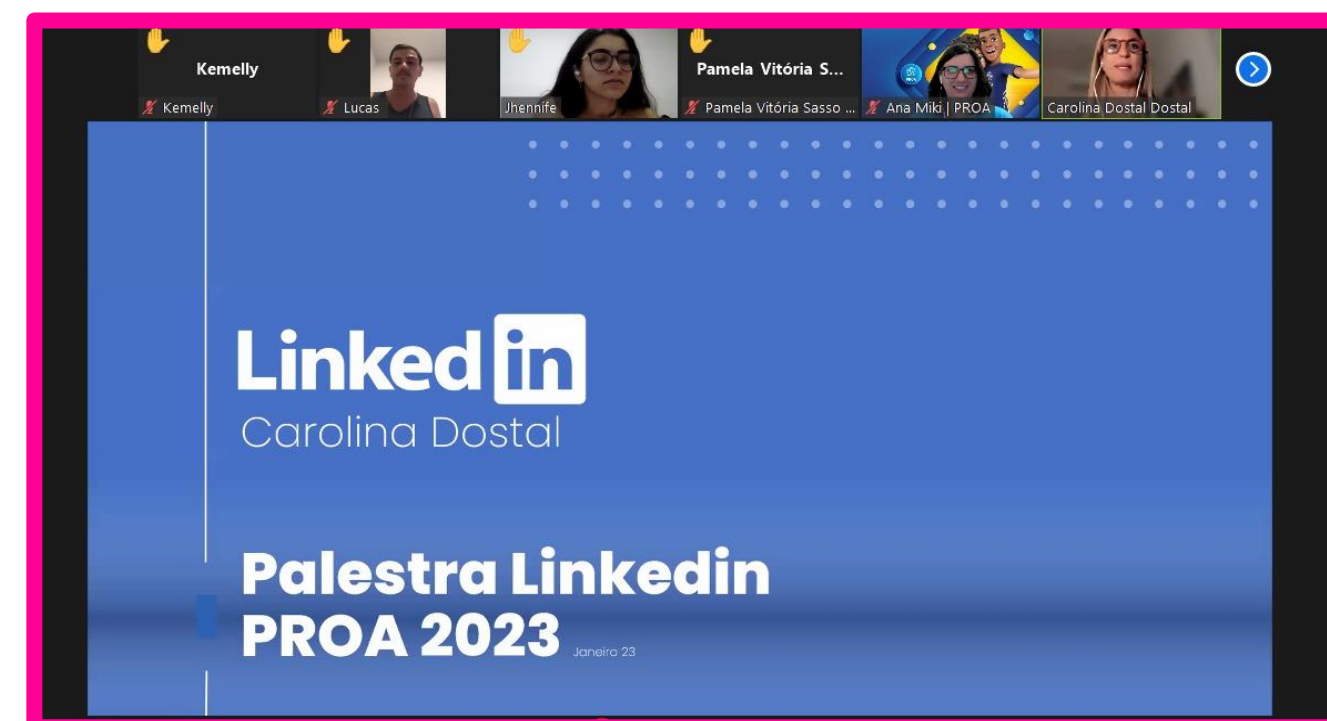 Kemelly
Pamela Vitória S...
Kemelly
Lucas
Jhennife
Pamela Vitória Sasso ...
Ana Miki | PROA
Carolina Dostal Dostal
Linked in
Carolina Dostal
Palestra Linkedin
PROA 2023
Janeiro 23